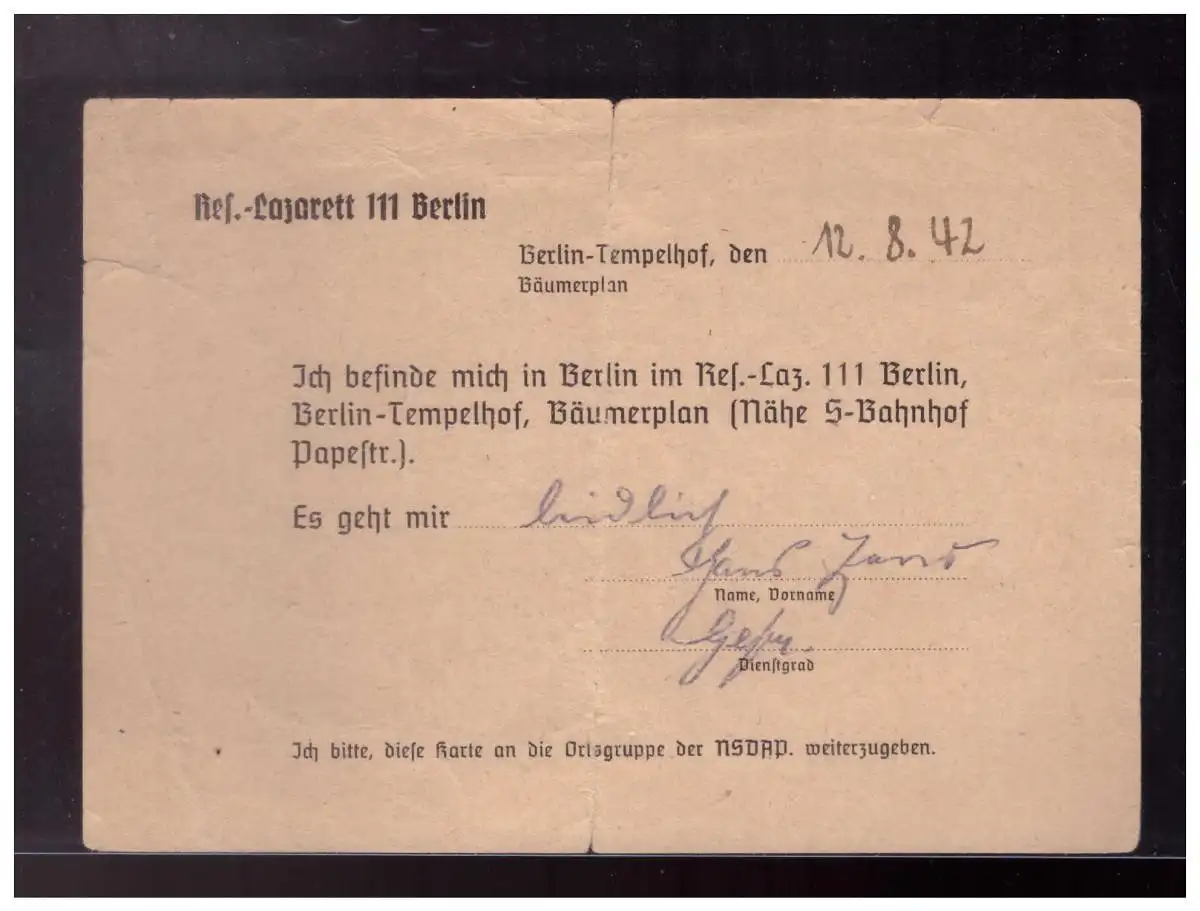 Res.-Lazarett 111 Berlin
Berlin-Tempelhof, den 12. 8. 42
Bäumerplan
Ich befinde mich in Berlin im Res.-Laz. 111 Berlin,
Berlin-Tempelhof, Bäumerplan (Nähe S-Bahnhof
Papestr.).
Es geht mir leidlich
Hans
Name, Vorname
Gefr.
Dienstgrad
Ich bitte, diese Karte an die Ortsgruppe der NSDAP. weiterzugeben.